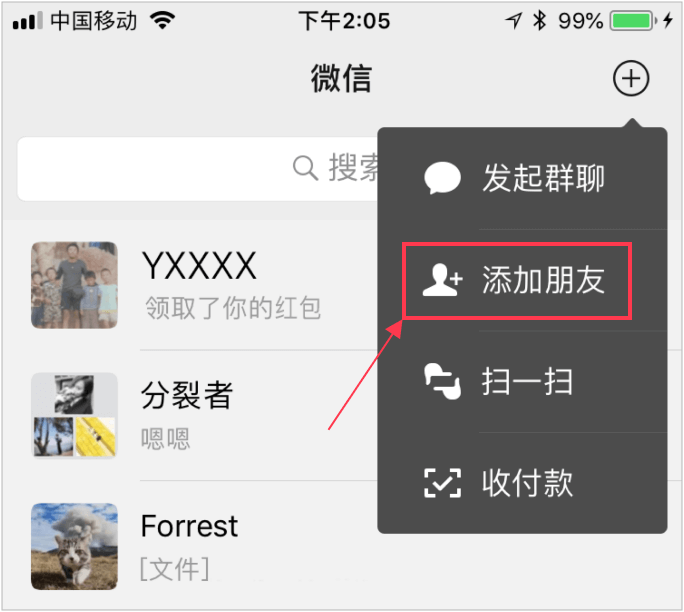 中国移动 下午2:05 99%
微信
搜索
发起群聊
添加朋友
扫一扫
收付款
YXXXX
领取了你的红包
分裂者
嗯嗯
Forrest
[文件]